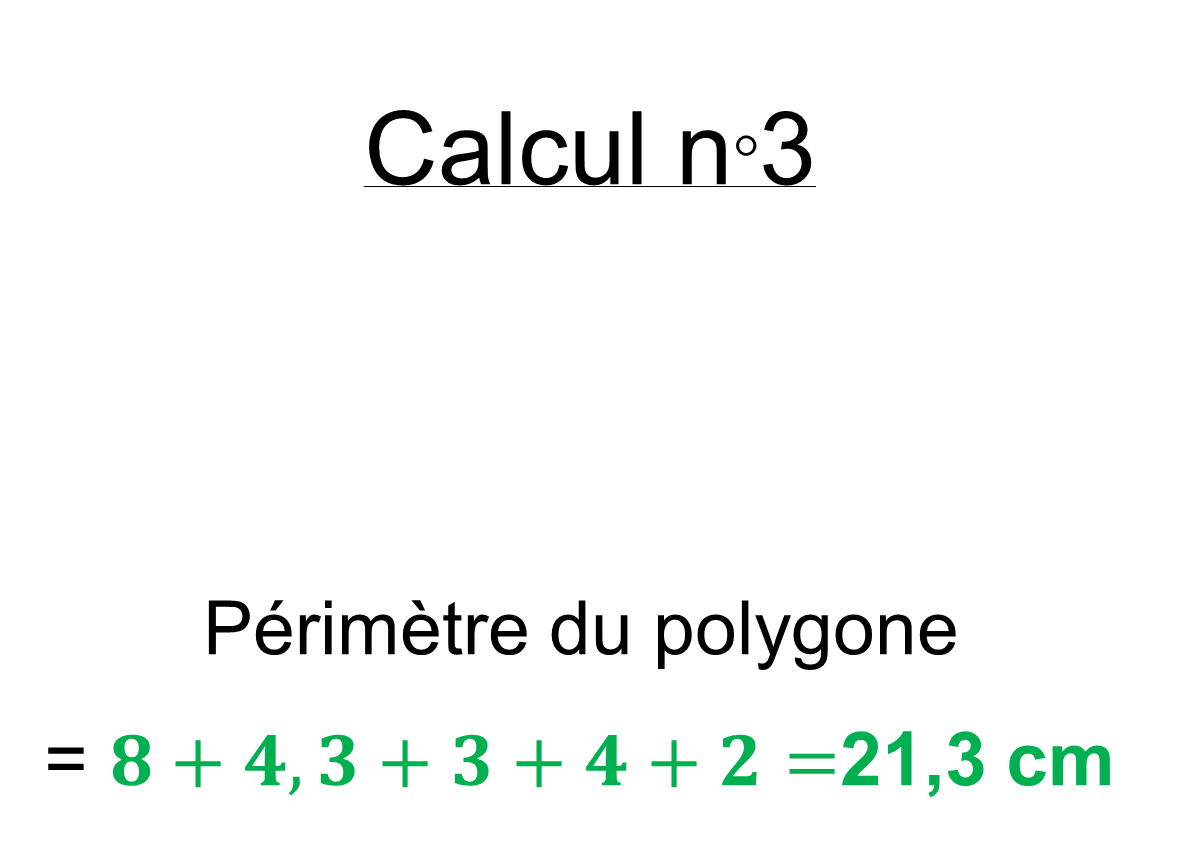 Calcul n°3
Périmètre du polygone
= 8 + 4,3 + 3 + 4 + 2 =21,3 cm